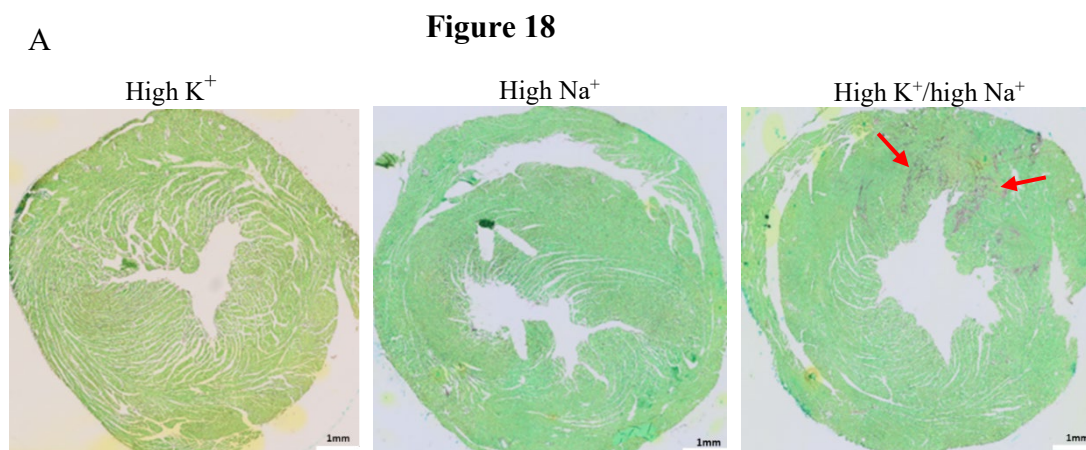 Figure 18
A
High K⁺
High Na⁺
High K⁺/high Na⁺
1mm
1mm
1mm